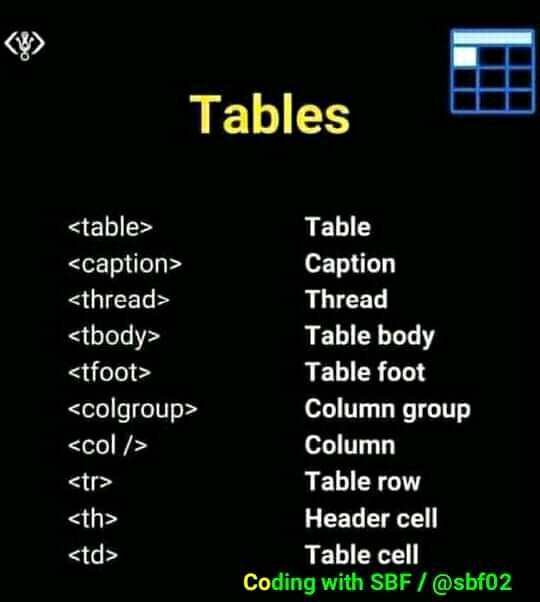 Tables
<table> Table
<caption> Caption
<thread> Thread
<tbody> Table body
<tfoot> Table foot
<colgroup> Column group
<col /> Column
<tr> Table row
<th> Header cell
<td> Table cell
Coding with SBF / @sbf02